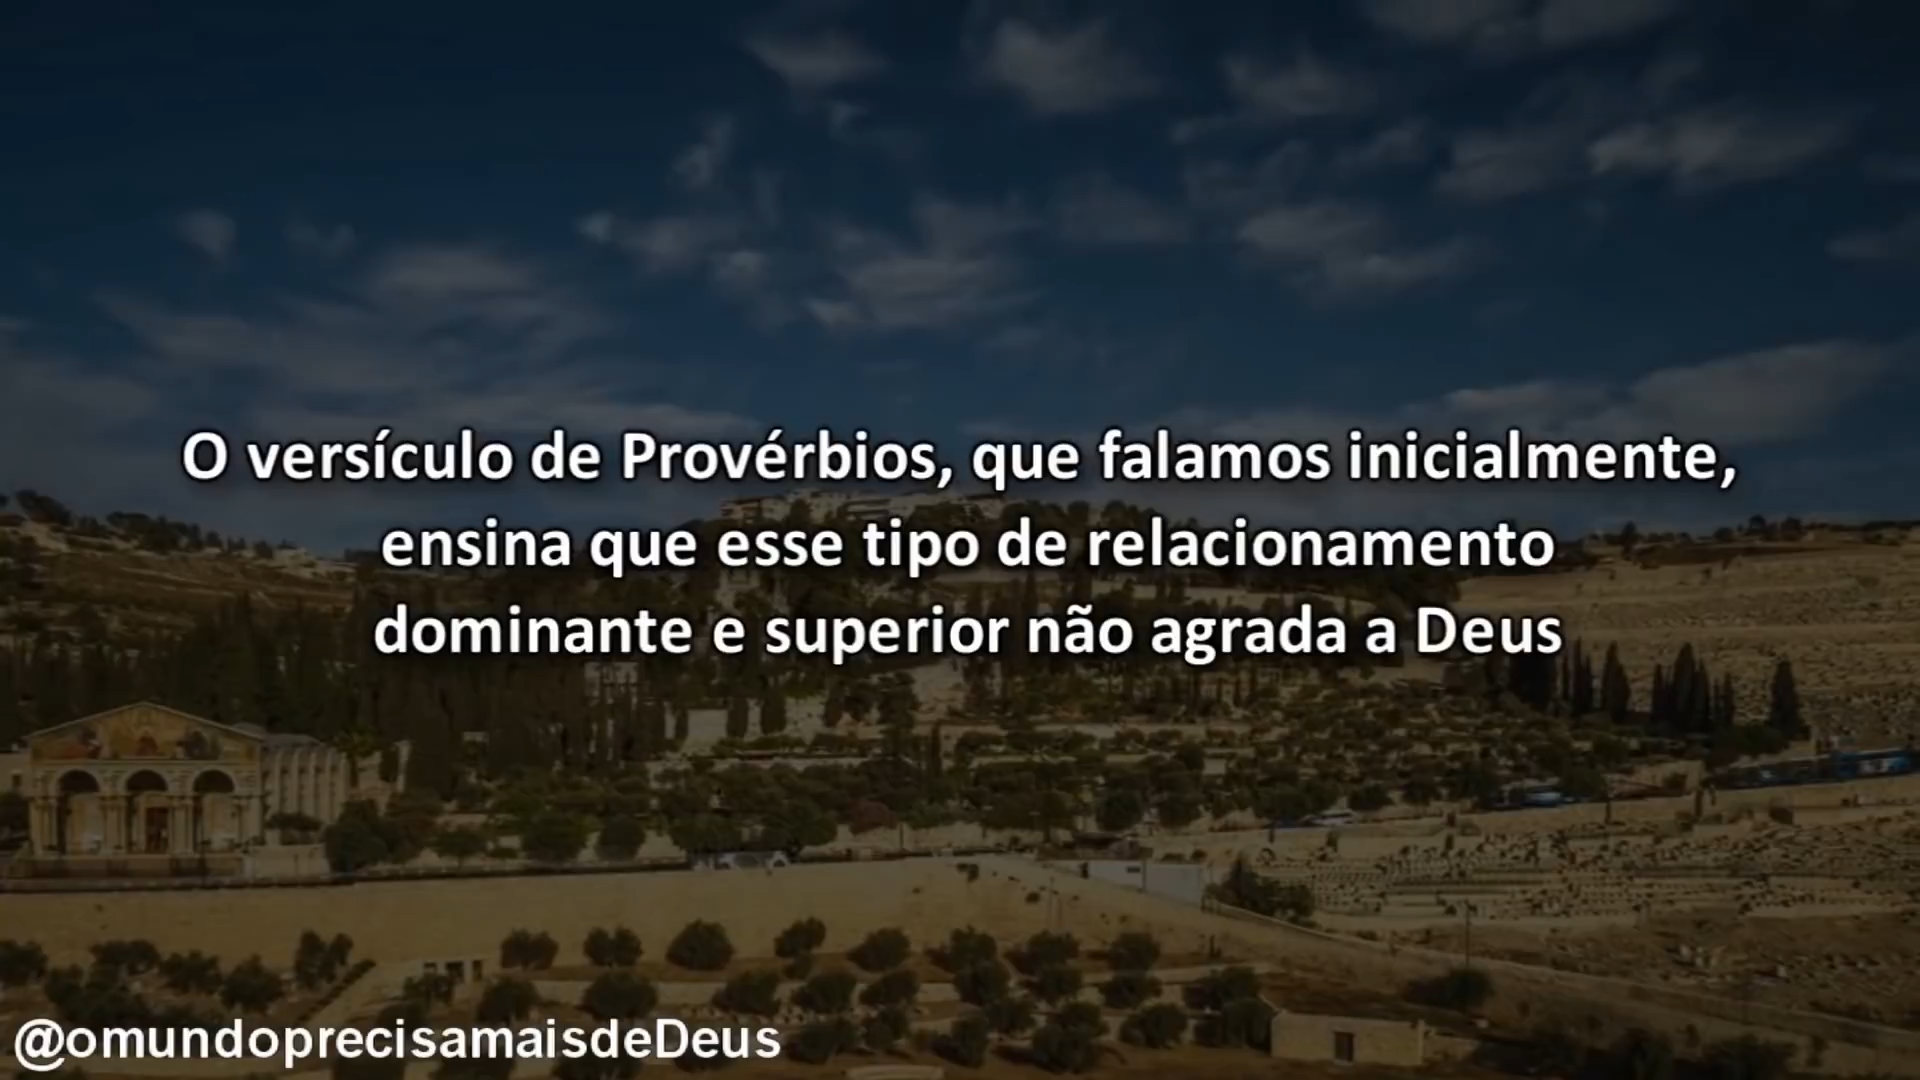 O versículo de Provérbios, que falamos inicialmente,
ensina que esse tipo de relacionamento
dominante e superior não agrada a Deus
@omundoprecisamaisdeDeus